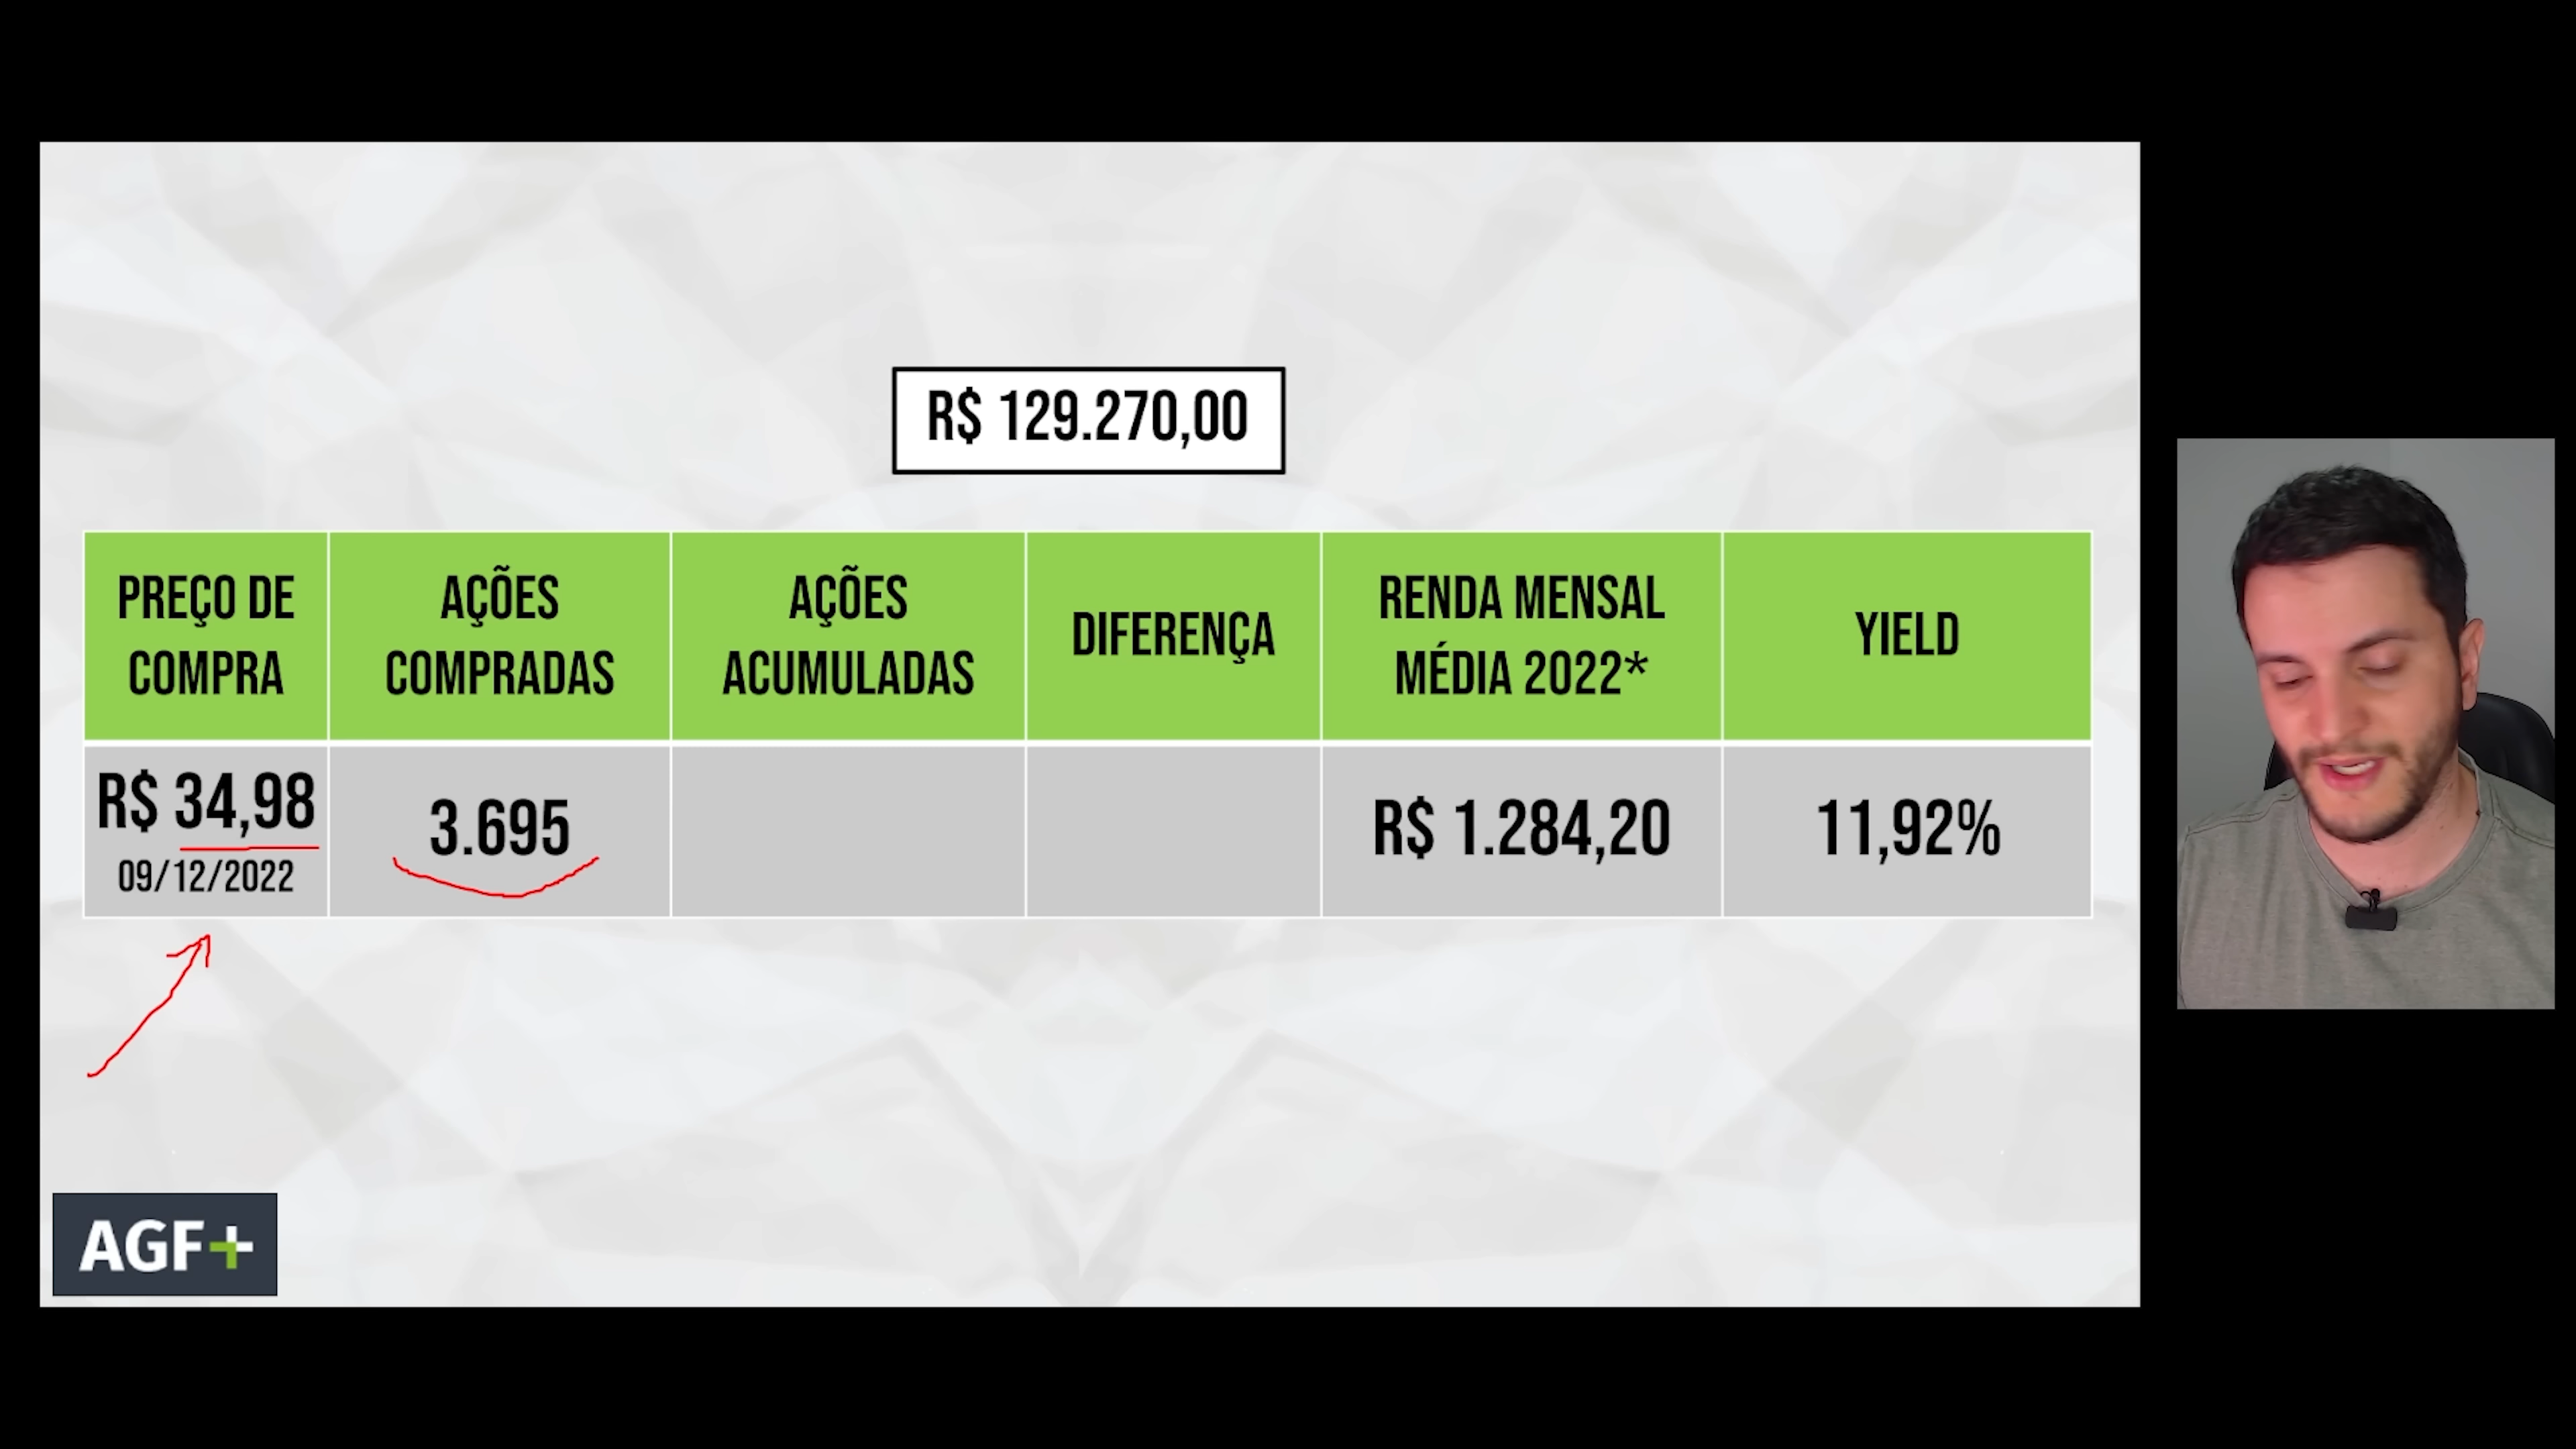 R$ 129.270,00
PREÇO DE
COMPRA
AÇÕES
COMPRADAS
AÇÕES
ACUMULADAS
DIFERENÇA
RENDA MENSAL
MÉDIA 2022*
YIELD
R$ 34,98
09/12/2022
3.695
R$ 1.284,20
11,92%
AGF+